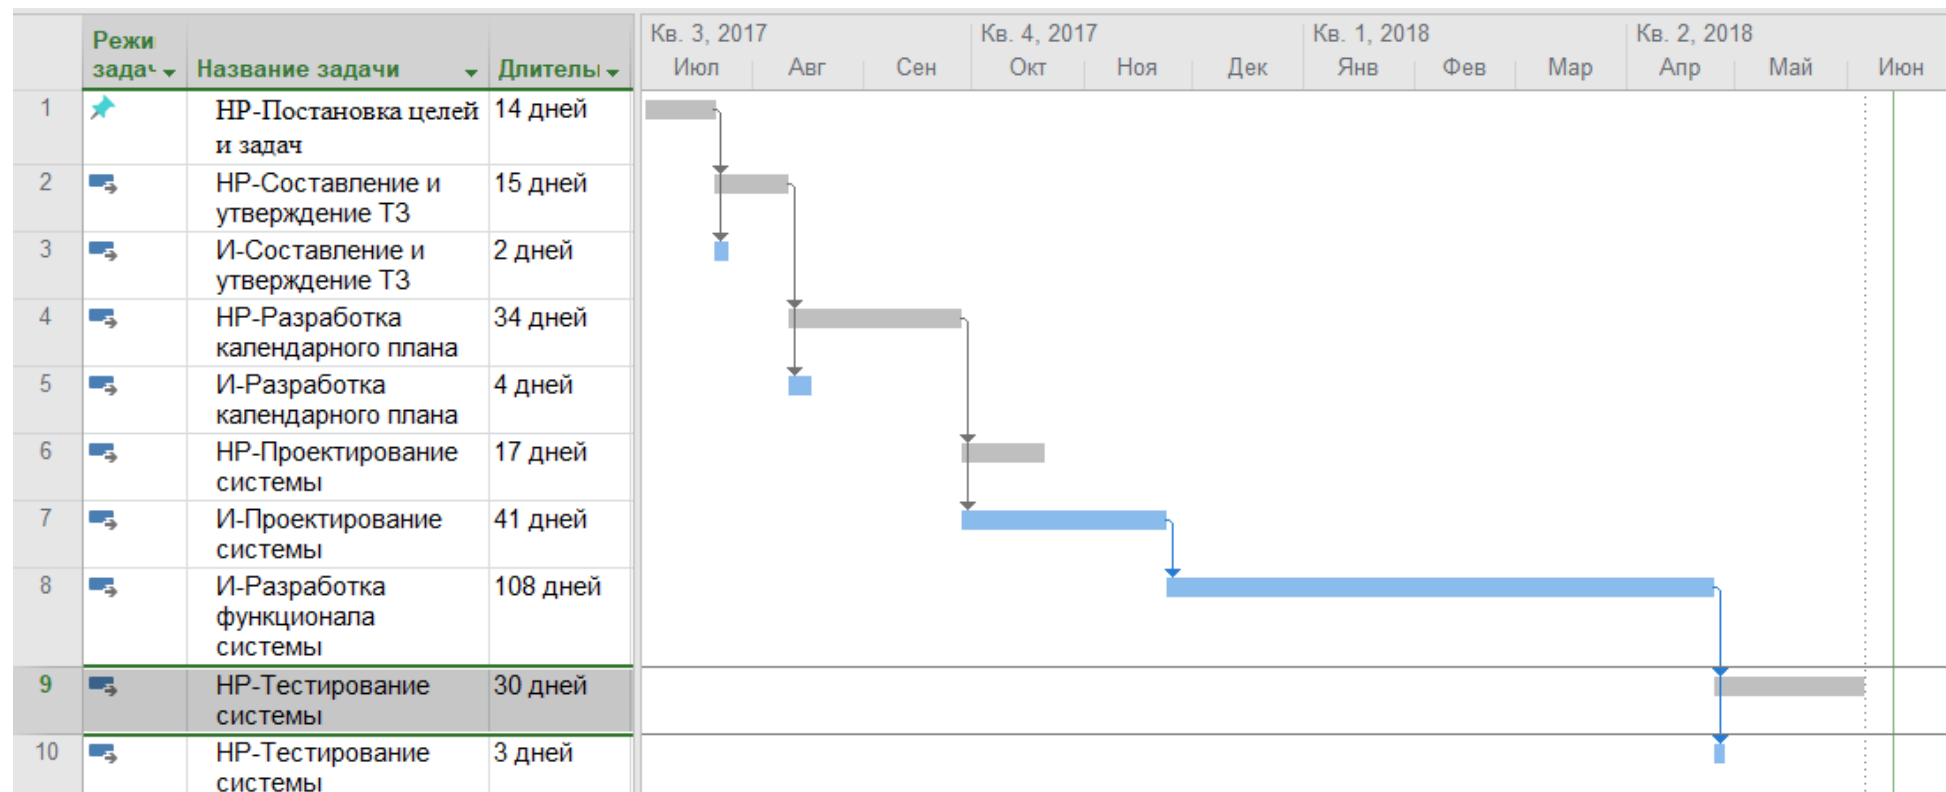 Режи
задач
Название задачи
Длителы
Кв. 3, 2017
Кв. 4, 2017
Кв. 1, 2018
Кв. 2, 2018
Июл
Авг
Сен
Окт
Ноя
Дек
Янв
Фев
Мар
Апр
Май
Июн
1
НР-Постановка целей
и задач
14 дней
2
НР-Составление и
утверждение ТЗ
15 дней
3
И-Составление и
утверждение ТЗ
2 дней
4
НР-Разработка
календарного плана
34 дней
5
И-Разработка
календарного плана
4 дней
6
НР-Проектирование
системы
17 дней
7
И-Проектирование
системы
41 дней
8
И-Разработка
функционала
системы
108 дней
9
НР-Тестирование
системы
30 дней
10
НР-Тестирование
системы
3 дней